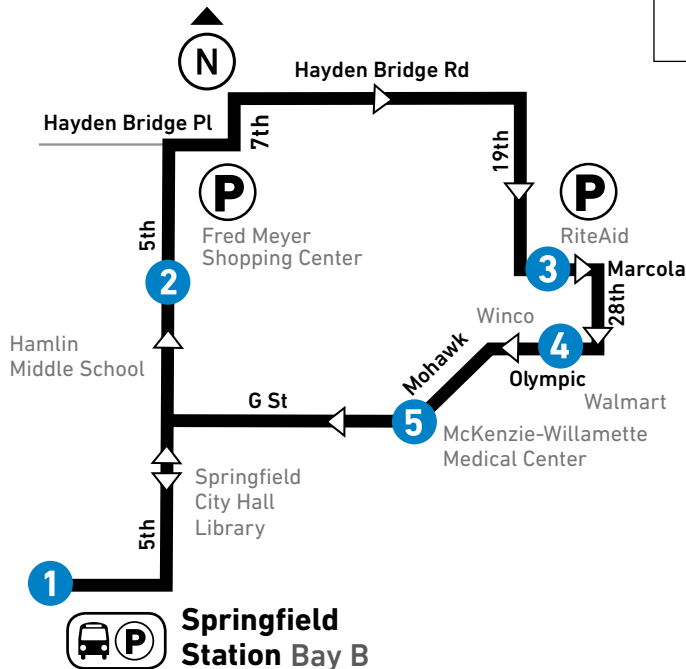 N
Hayden Bridge Rd
Hayden Bridge Pl
7th
19th
P
P
Fred Meyer
Shopping Center
RiteAid
5th
2
3
Marcola
28th
Winco
Hamlin
Middle School
4
Mohawk
Olympic
Walmart
G St
5
McKenzie-Willamette
Medical Center
Springfield
City Hall
Library
5th
1
P
Springfield
Station Bay B